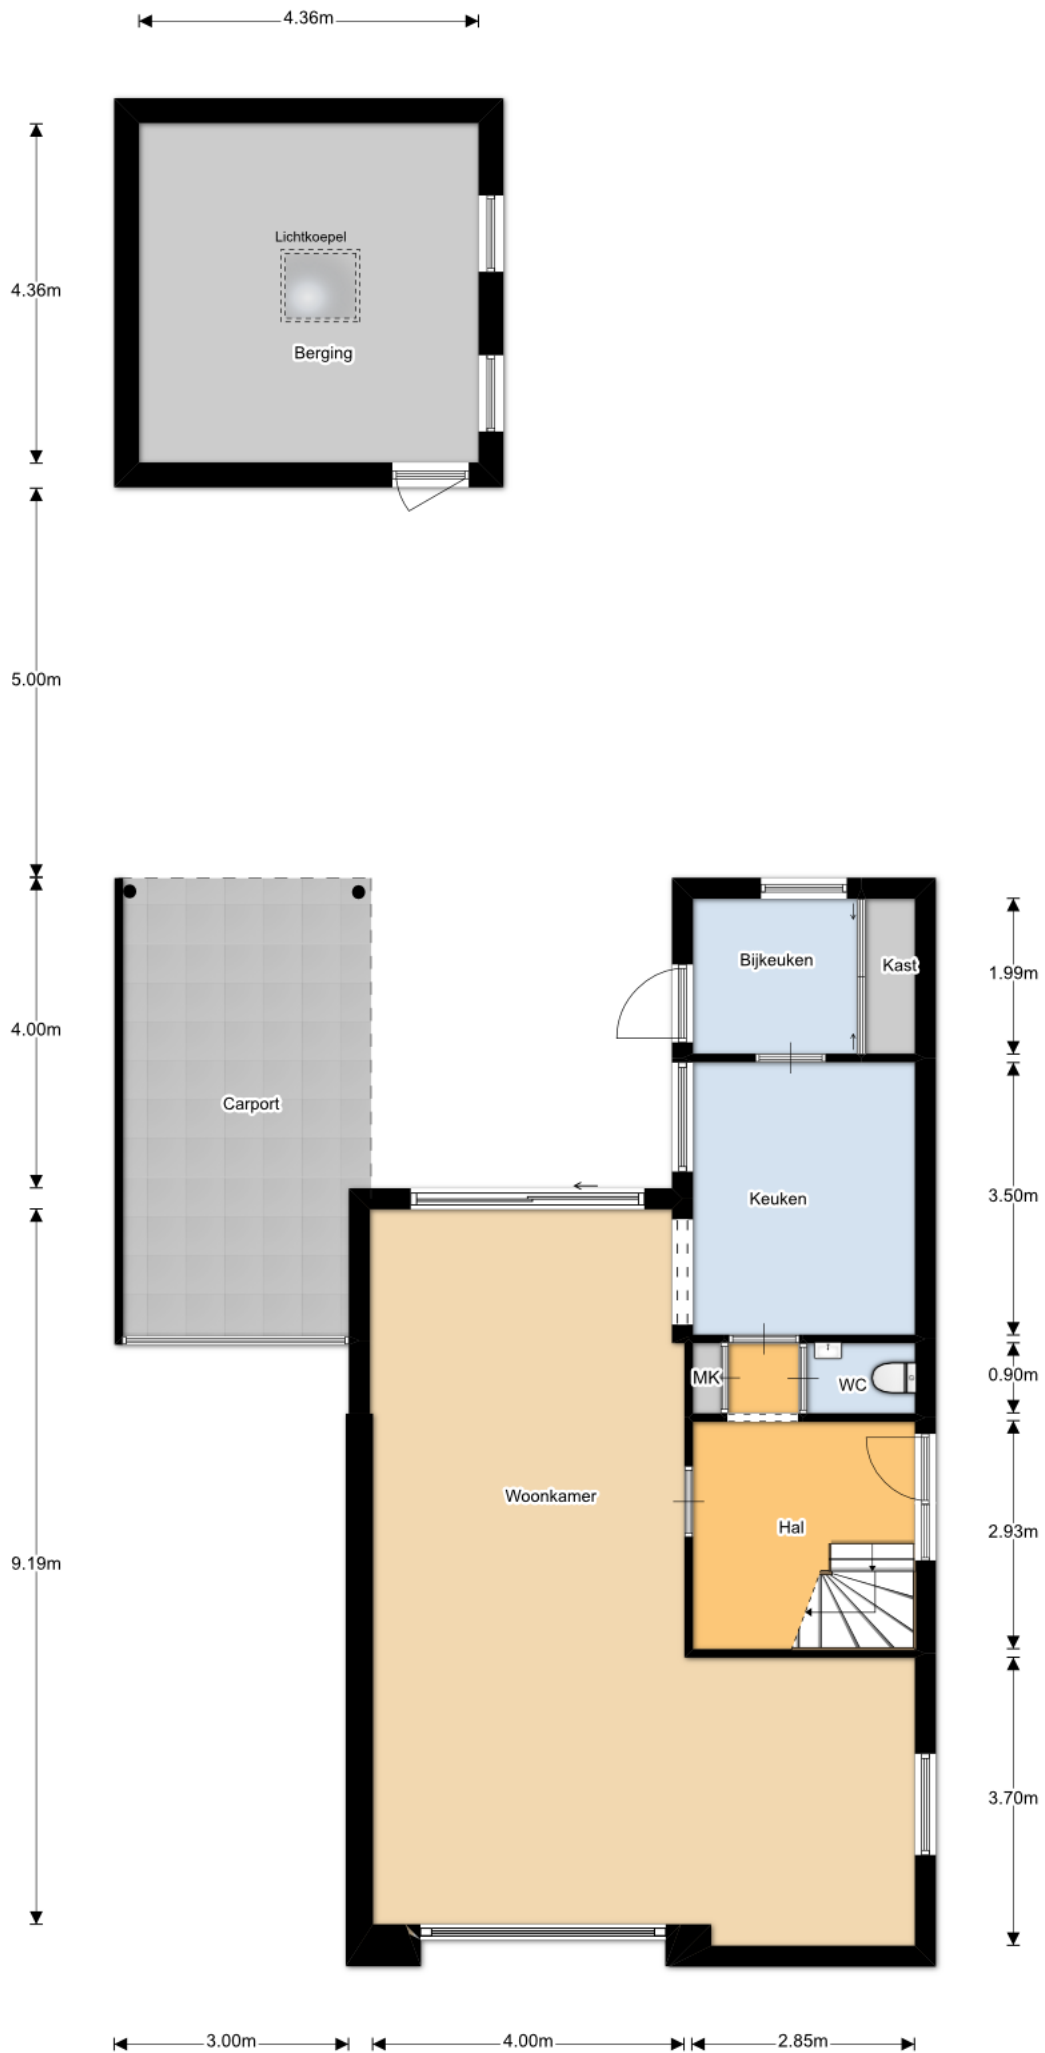 4.36m
Lichtkoepel
4.36m
Berging
5.00m
Bijkeuken
Kast
1.99m
4.00m
Carport
Keuken
3.50m
MK
WC
0.90m
Woonkamer
Hal
2.93m
9.19m
3.70m
3.00m
4.00m
2.85m